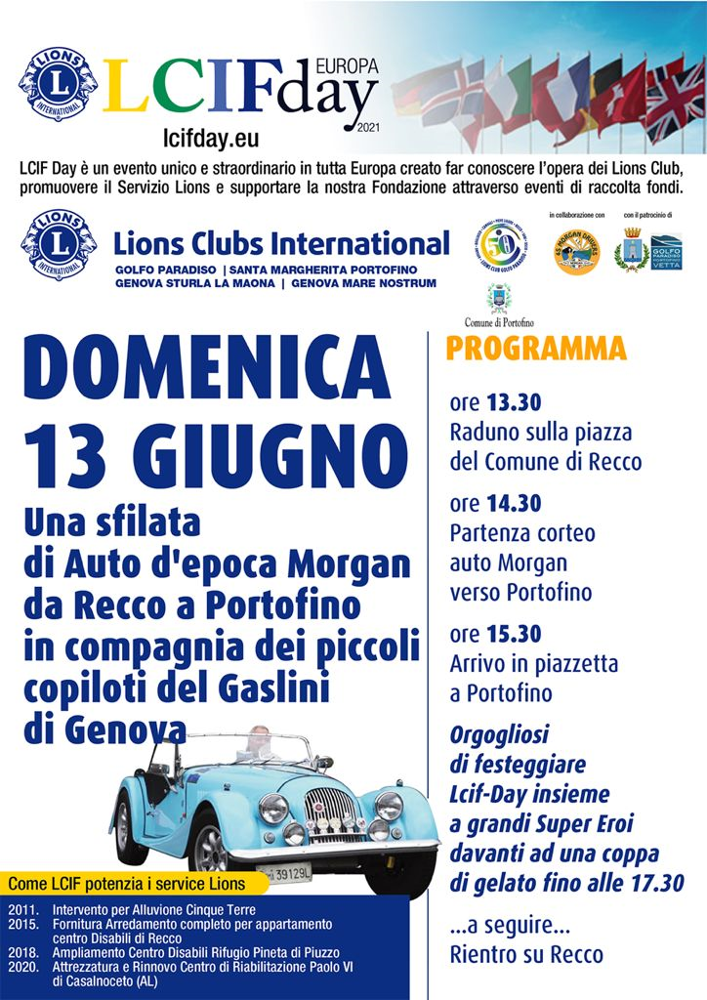 LIONS
L
INTERNATIONAL
LCIFday
EUROPA
2021
lcifday.eu
LCIF Day è un evento unico e straordinario in tutta Europa creato far conoscere l'opera dei Lions Club,
promuovere il Servizio Lions e supportare la nostra Fondazione attraverso eventi di raccolta fondi.
LIONS
L
INTERNATIONAL
Lions Clubs International
GOLFO PARADISO | SANTA MARGHERITA PORTOFINO
GENOVA STURLA LA MAONA | GENOVA MARE NOSTRUM
50
in collaborazione con
4S MORGAN DRIVERS
con il patrocinio di
GOLFO
PARADISO
PORTOFINO
VETTA
Comune di Portofino
DOMENICA
13 GIUGNO
Una sfilata
di Auto d'epoca Morgan
da Recco a Portofino
in compagnia dei piccoli
copiloti del Gaslini
di Genova
PROGRAMMA
ore 13.30
Raduno sulla piazza
del Comune di Recco
ore 14.30
Partenza corteo
auto Morgan
verso Portofino
ore 15.30
Arrivo in piazzetta
a Portofino
Orgogliosi
di festeggiare
Lcif-Day insieme
a grandi Super Eroi
davanti ad una coppa
di gelato fino alle 17.30
...a seguire...
Rientro su Recco
39129L
Come LCIF potenzia i service Lions
2011. Intervento per Alluvione Cinque Terre
2015. Fornitura Arredamento completo per appartamento
centro Disabili di Recco
2018. Ampliamento Centro Disabili Rifugio Pineta di Piuzzo
2020. Attrezzatura e Rinnovo Centro di Riabilitazione Paolo VI
di Casalnoceto (AL)